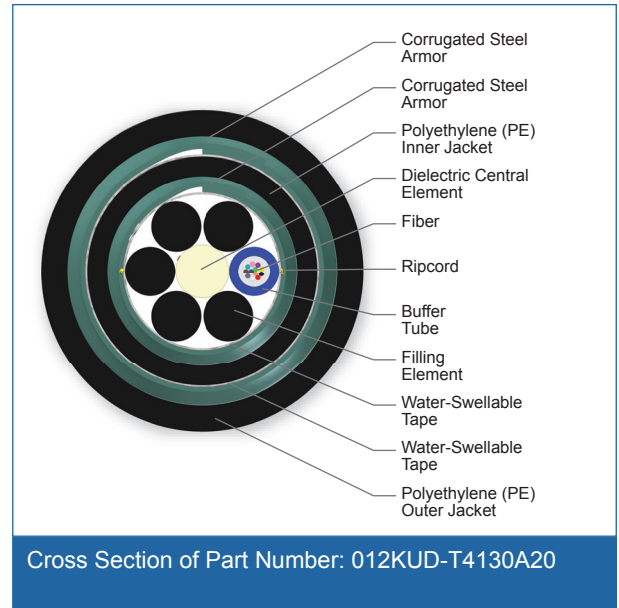 Corrugated Steel
Armor
Corrugated Steel
Armor
Polyethylene (PE)
Inner Jacket
Dielectric Central
Element
Fiber
Ripcord
Buffer
Tube
Filling
Element
Water-Swellable
Tape
Water-Swellable
Tape
Polyethylene (PE)
Outer Jacket
Cross Section of Part Number: 012KUD-T4130A20